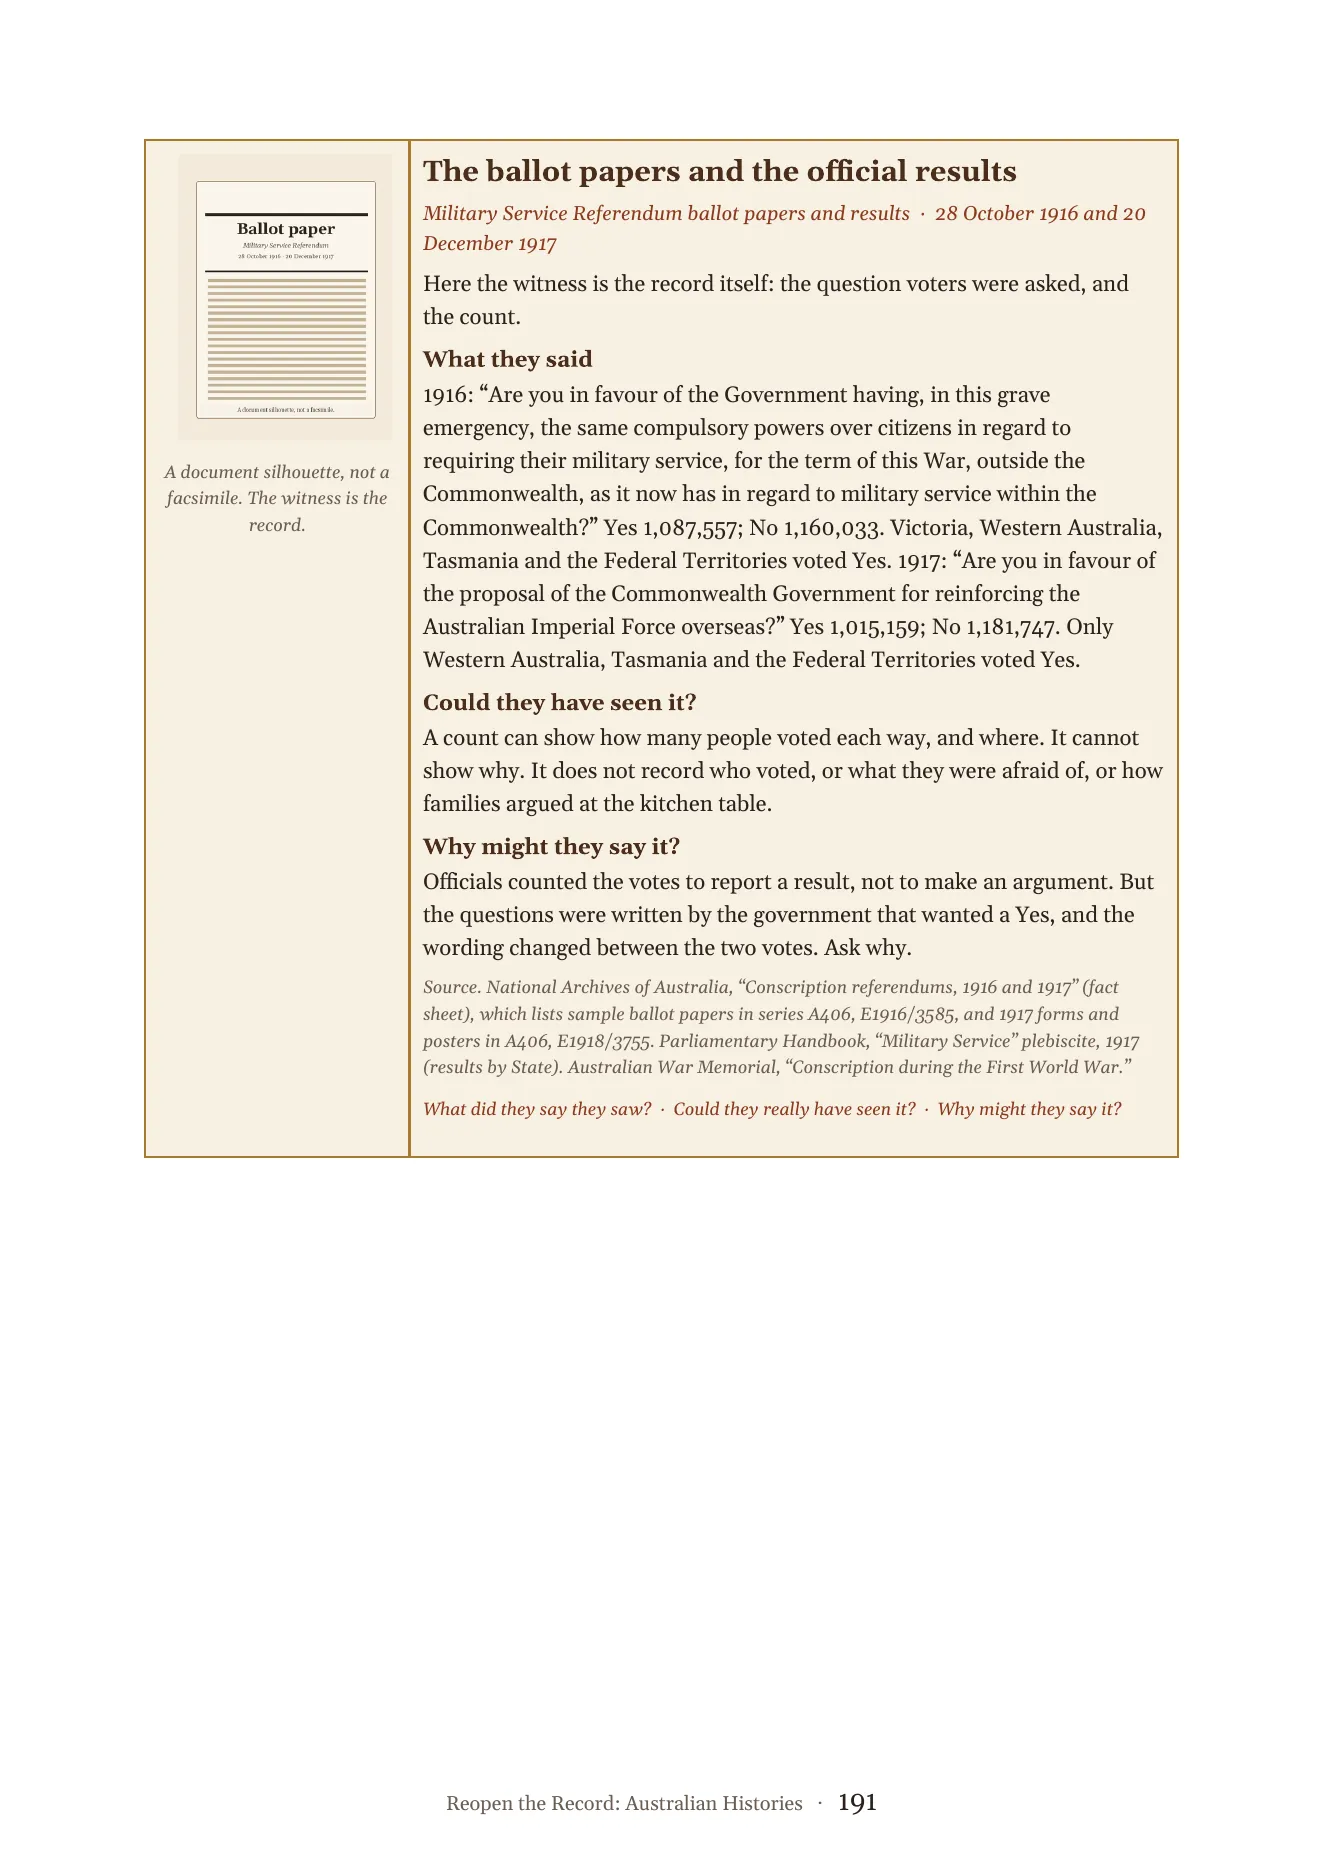 Ballot paper
Military Service Referendum
28 October 1916 · 20 December 1917
A document silhouette, not a facsimile.
A document silhouette, not a
facsimile. The witness is the
record.
The ballot papers and the official results
Military Service Referendum ballot papers and results · 28 October 1916 and 20
December 1917
Here the witness is the record itself: the question voters were asked, and
the count.
What they said
1916: “Are you in favour of the Government having, in this grave
emergency, the same compulsory powers over citizens in regard to
requiring their military service, for the term of this War, outside the
Commonwealth, as it now has in regard to military service within the
Commonwealth?” Yes 1,087,557; No 1,160,033. Victoria, Western Australia,
Tasmania and the Federal Territories voted Yes. 1917: “Are you in favour of
the proposal of the Commonwealth Government for reinforcing the
Australian Imperial Force overseas?” Yes 1,015,159; No 1,181,747. Only
Western Australia, Tasmania and the Federal Territories voted Yes.
Could they have seen it?
A count can show how many people voted each way, and where. It cannot
show why. It does not record who voted, or what they were afraid of, or how
families argued at the kitchen table.
Why might they say it?
Officials counted the votes to report a result, not to make an argument. But
the questions were written by the government that wanted a Yes, and the
wording changed between the two votes. Ask why.
Source. National Archives of Australia, “Conscription referendums, 1916 and 1917” (fact
sheet), which lists sample ballot papers in series A406, E1916/3585, and 1917 forms and
posters in A406, E1918/3755. Parliamentary Handbook, “Military Service” plebiscite, 1917
(results by State). Australian War Memorial, “Conscription during the First World War.”
What did they say they saw? · Could they really have seen it? · Why might they say it?
Reopen the Record: Australian Histories · 191